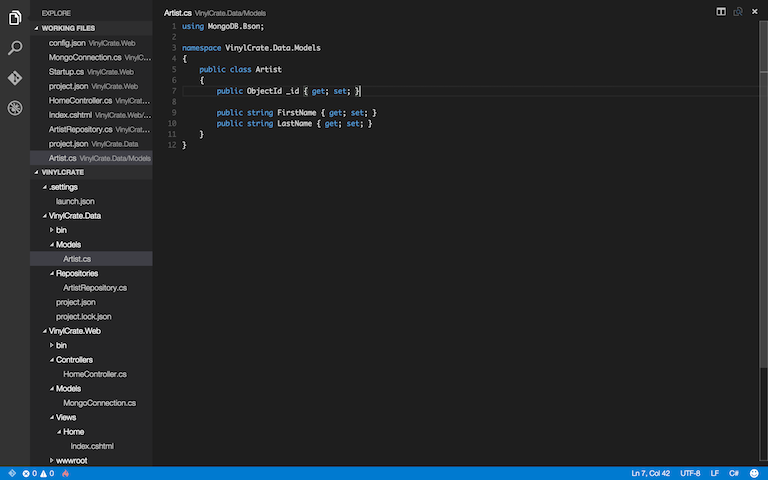 EXPLORE
WORKING FILES
config.json VinylCrate.Web
MongoConnection.cs VinylC...
Startup.cs VinylCrate.Web
project.json VinylCrate.Web
HomeController.cs VinylCrate...
Index.cshtml VinylCrate.Web/...
ArtistRepository.cs VinylCrat...
project.json VinylCrate.Data
Artist.cs VinylCrate.Data/Models
VINYLCRATE
.settings
launch.json
VinylCrate.Data
bin
Models
Artist.cs
Repositories
ArtistRepository.cs
project.json
project.lock.json
VinylCrate.Web
bin
Controllers
HomeController.cs
Models
MongoConnection.cs
Views
Home
Index.cshtml
wwwroot
Artist.cs VinylCrate.Data/Models
1 using MongoDB.Bson;
2
3 namespace VinylCrate.Data.Models
4 {
5 public class Artist
6 {
7 public ObjectId _id { get; set; }
8
9 public string FirstName { get; set; }
10 public string LastName { get; set; }
11 }
12 }
0 0 Ln 7, Col 42 UTF-8 LF C#